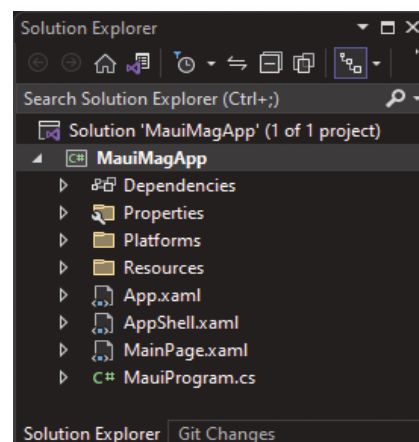 Solution Explorer
Search Solution Explorer (Ctrl+;)
Solution 'MauiMagApp' (1 of 1 project)
C# MauiMagApp
Dependencies
Properties
Platforms
Resources
App.xaml
AppShell.xaml
MainPage.xaml
C# MauiProgram.cs
Solution Explorer Git Changes